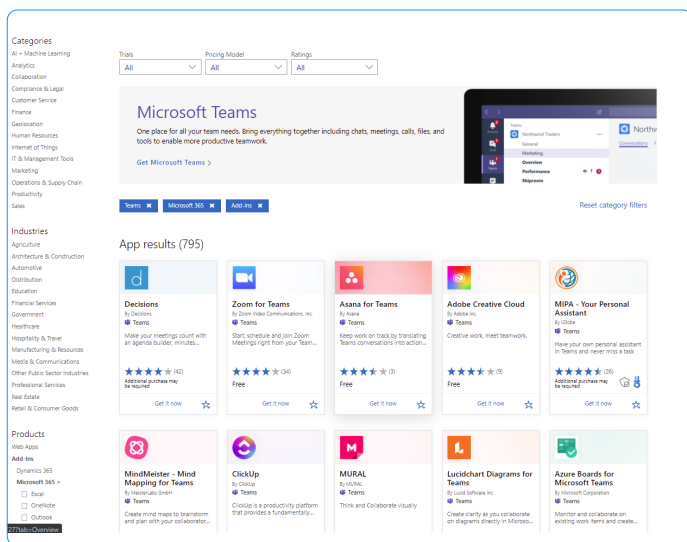 Categories
AI + Machine Learning
Analytics
Collaboration
Compliance & Legal
Customer Service
Finance
Geolocation
Human Resources
Internet of Things
IT & Management Tools
Marketing
Operations & Supply Chain
Productivity
Sales
Industries
Agriculture
Architecture & Construction
Automotive
Distribution
Education
Financial Services
Government
Healthcare
Hospitality & Travel
Manufacturing & Resources
Media & Communications
Other Public Sector Industries
Professional Services
Real Estate
Retail & Consumer Goods
Products
Web Apps
Add-Ins
Dynamics 365
Microsoft 365 »
Excel
OneNote
Outlook
277tab=Overview
Trials Pricing Model Ratings
All All All
Microsoft Teams
One place for all your team needs. Bring everything together including chats, meetings, calls, files, and
tools to enable more productive teamwork.
Get Microsoft Teams >
Teams
Northwind Traders
General
Marketing
Overview
Performance
Shiproom
Northw
Conversations
Teams × Microsoft 365 × Add-Ins ×
Reset category filters
App results (795)
Decisions
By Decisions
Teams
Make your meetings count with
an agenda builder, minutes...
(42)
Additional purchase may
be required
Get it now
Zoom for Teams
By Zoom Video Communications, Inc.
Teams
Start, schedule and join Zoom
Meetings right from your Team...
(34)
Free
Get it now
Asana for Teams
By Asana
Teams
Keep work on track by translating
Teams conversations into action...
(3)
Free
Get it now
Adobe Creative Cloud
By Adobe Inc.
Teams
Creative work, meet teamwork.
(9)
Free
Get it now
MIPA - Your Personal
Assistant
By iGlobe
Teams
Have your own personal assistant
in Teams and never miss a task
(26)
Additional purchase may
be required
Get it now
MindMeister - Mind
Mapping for Teams
By MeisterLabs GmbH
Teams
Create mind maps to brainstorm
and plan with your collaborator...
ClickUp
By ClickUp
Teams
ClickUp is a productivity platform
that provides a fundamentally...
MURAL
By MURAL
Teams
Think and Collaborate visually
Lucidchart Diagrams for
Teams
By Lucid Software Inc
Teams
Create clarity as you collaborate
on diagrams directly in Microso...
Azure Boards for
Microsoft Teams
By Microsoft Corporation
Teams
Monitor and collaborate on
existing work items and create...